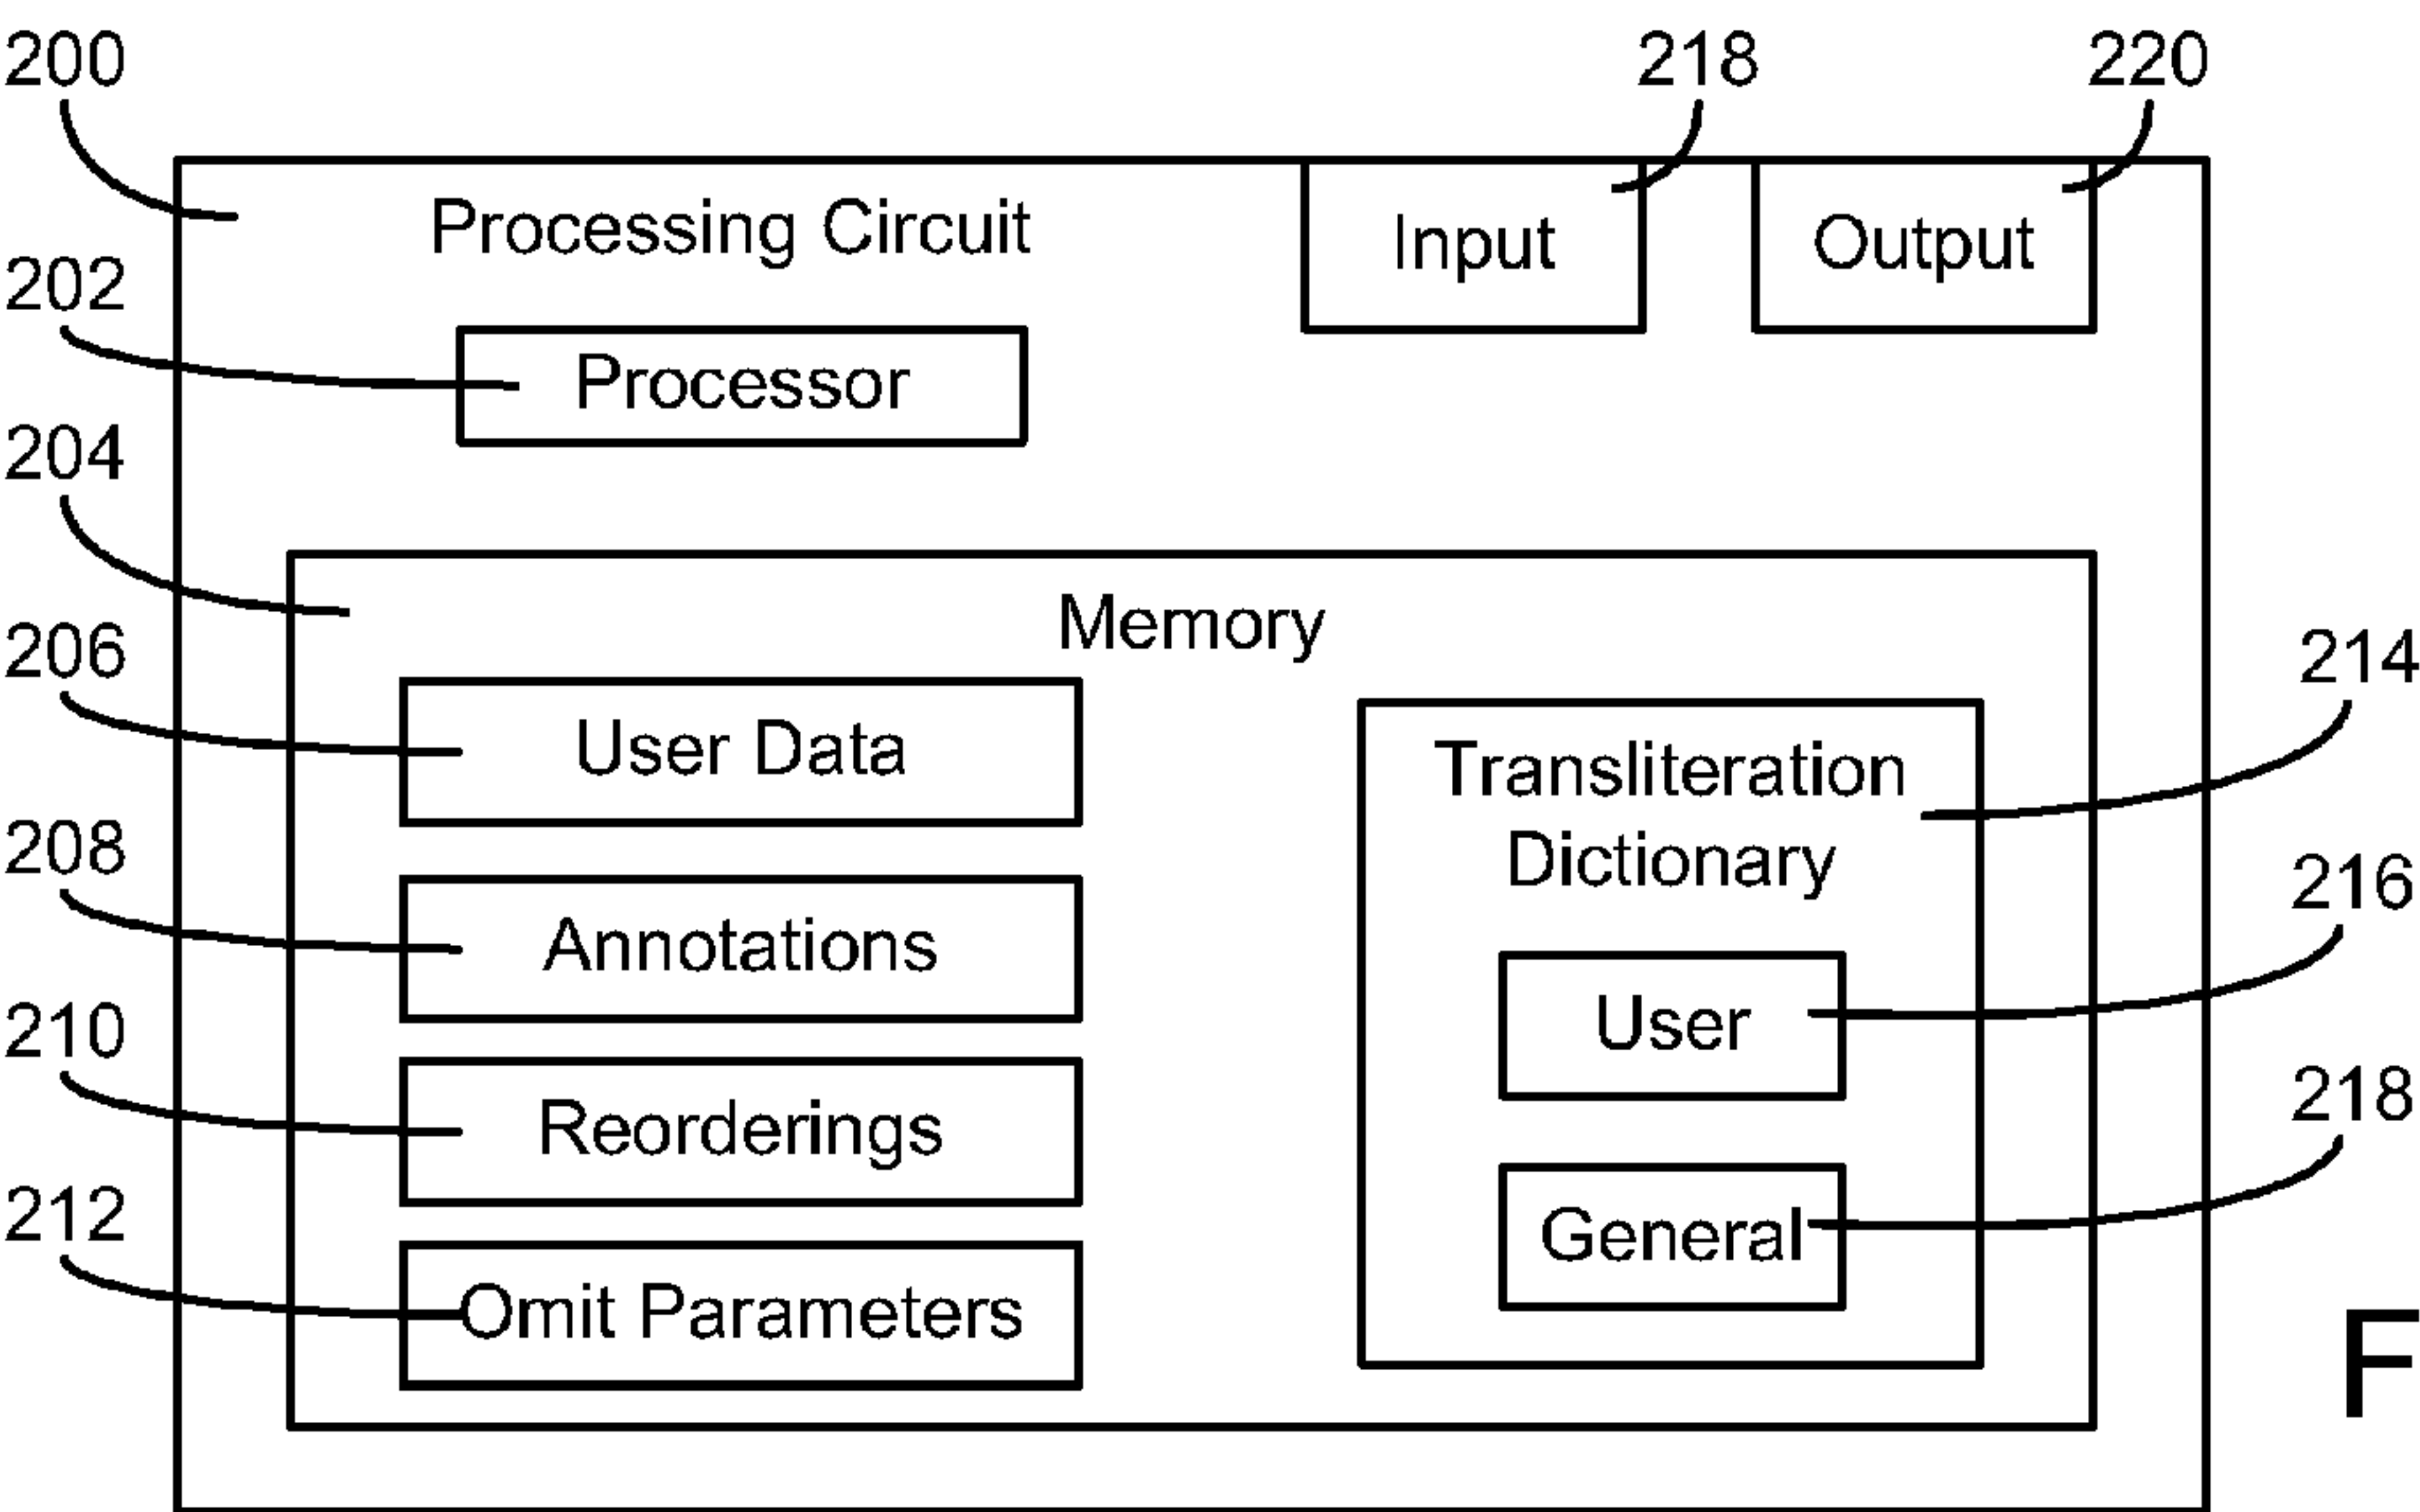 200
218
220
Processing Circuit
Input
Output
202
Processor
204
Memory
206
214
User Data
Transliteration
Dictionary
208
216
Annotations
User
210
218
Reorderings
General
212
Omit Parameters
F